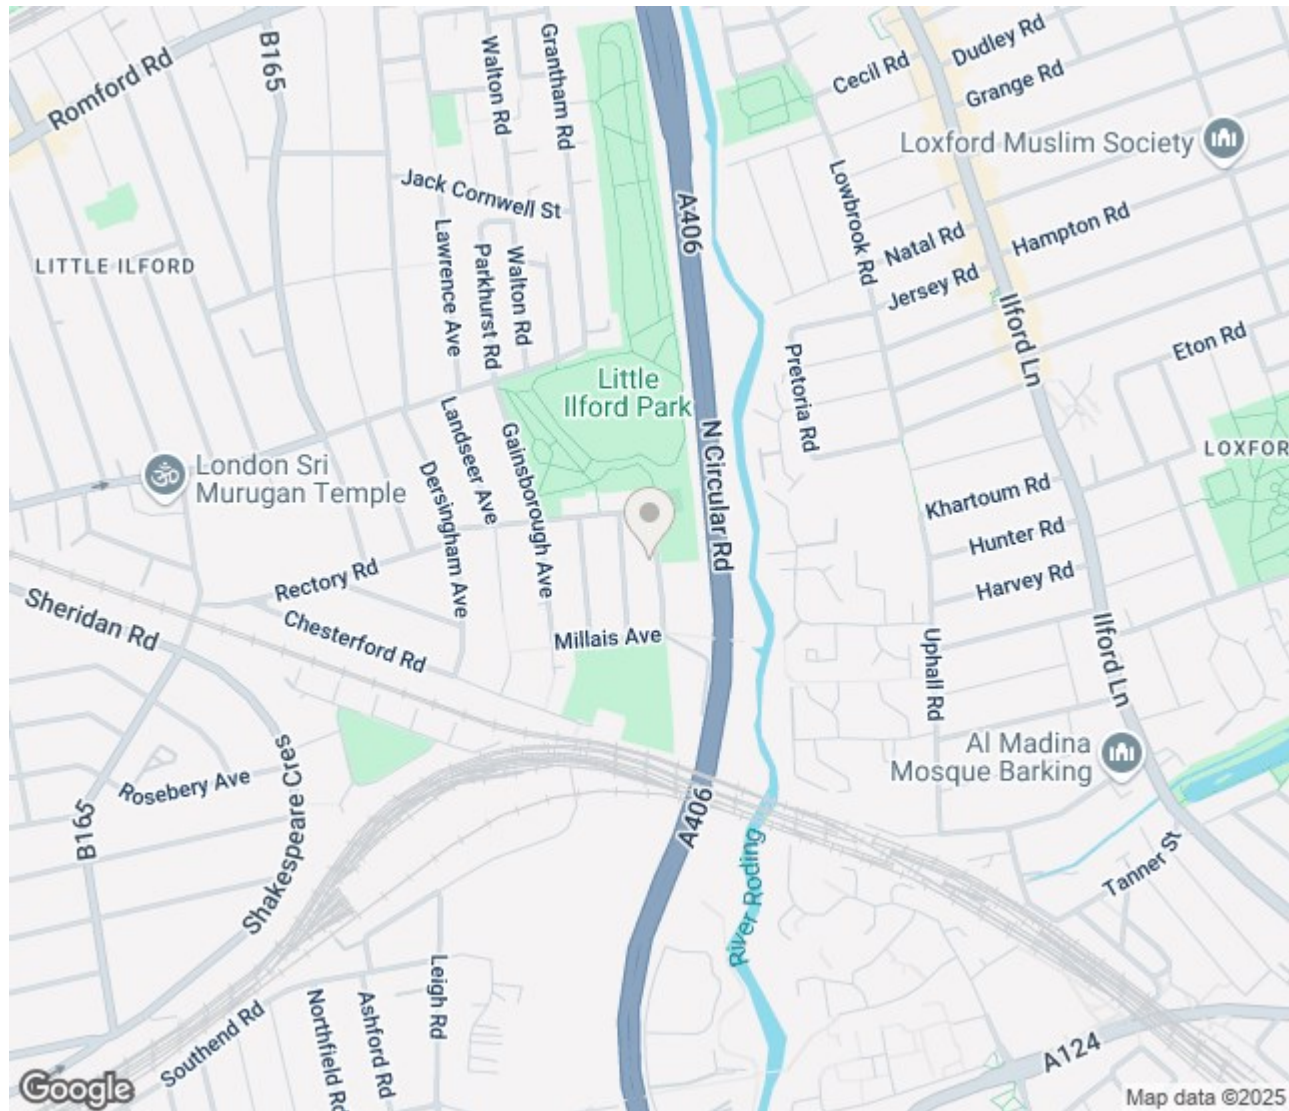 Romford Rd
B165
Walton Rd
Grantham Rd
Cecil Rd
Dudley Rd
Grange Rd
Loxford Muslim Society
Jack Cornwell St
A406
Lowbrook Rd
Natal Rd
Hampton Rd
Jersey Rd
LITTLE ILFORD
Lawrence Ave
Parkhurst Rd
Walton Rd
Ilford Ln
Eton Rd
Pretoria Rd
Little
Ilford Park
Landseer Ave
Gainsborough Ave
N Circular Rd
LOXFOR
London Sri
Murugan Temple
Dersingham Ave
Khartoum Rd
Hunter Rd
Harvey Rd
Rectory Rd
Sheridan Rd
Chesterford Rd
Millais Ave
Uphall Rd
Ilford Ln
Al Madina
Mosque Barking
Rosebery Ave
Shakespeare Cres
B165
A406
River Roding
Tanner St
Leigh Rd
Southend Rd
Northfield Rd
Ashford Rd
A124
Google
Map data ©2025